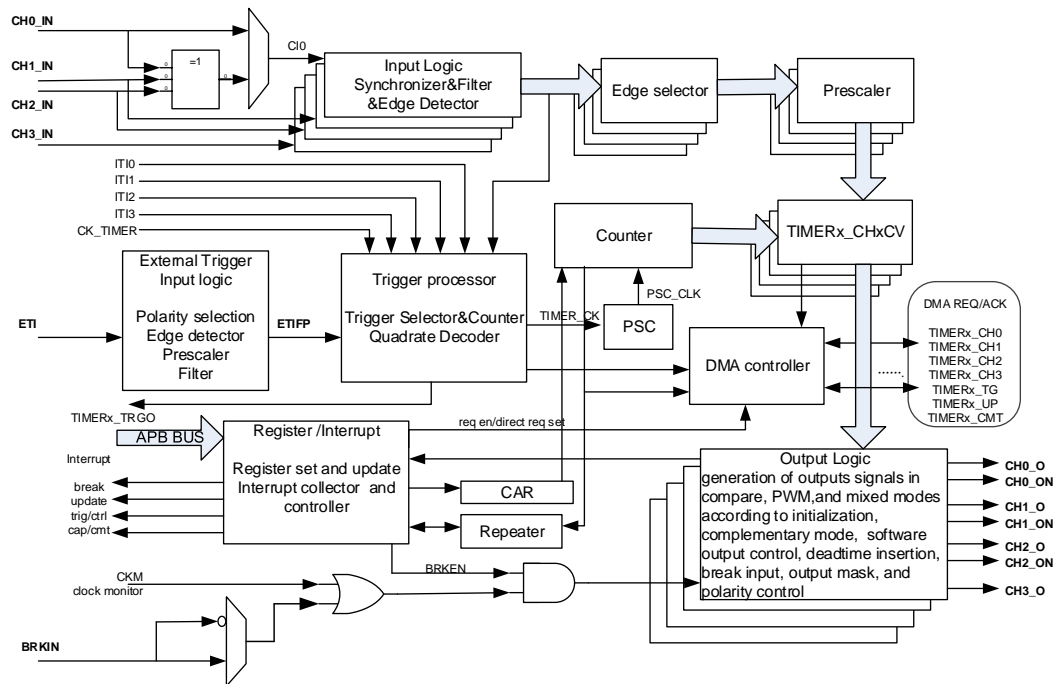 CH0_IN
CI0
=1
CH1_IN
CH2_IN
CH3_IN
Input Logic
Synchronizer&Filter
&Edge Detector
Edge selector
Prescaler
ITI0
ITI1
ITI2
ITI3
CK_TIMER
Counter
TIMERx_CHxCV
External Trigger
Input logic
Polarity selection
Edge detector
Prescaler
Filter
ETI
ETIFP
Trigger processor
Trigger Selector&Counter
Quadrate Decoder
TIMER_CK
PSC_CLK
PSC
DMA controller
DMA REQ/ACK
TIMERx_CH0
TIMERx_CH1
TIMERx_CH2
TIMERx_CH3
TIMERx_TG
TIMERx_UP
TIMERx_CMT
.......
TIMERx_TRGO
APB BUS
Register /Interrupt
Register set and update
Interrupt collector and
controller
req en/direct req set
Interrupt
break
update
trig/ctrl
cap/cmt
CAR
Repeater
Output Logic
generation of outputs signals in
compare, PWM,and mixed modes
according to initialization,
complementary mode, software
output control, deadtime insertion,
break input, output mask, and
polarity control
CH0_O
CH0_ON
CH1_O
CH1_ON
CH2_O
CH2_ON
CH3_O
BRKEN
CKM
clock monitor
BRKIN